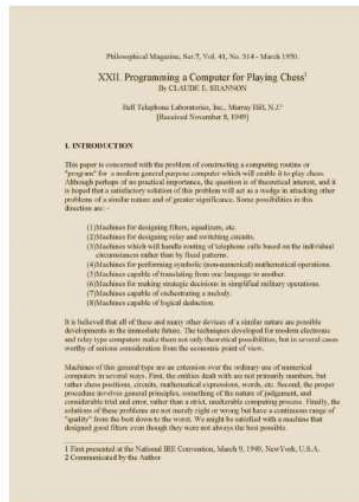 Philosophical Magazine, Ser.7, Vol. 41, No. 314 - March 1950.
XXII. Programming a Computer for Playing Chess1
By CLAUDE E. SHANNON
Bell Telephone Laboratories, Inc., Murray Hill, N.J.2
[Received November 8, 1949]
1. INTRODUCTION
This paper is concerned with the problem of constructing a computing routine or
"program" for a modern general purpose computer which will enable it to play chess.
Although perhaps of no practical importance, the question is of theoretical interest, and it
is hoped that a satisfactory solution of this problem will act as a wedge in attacking other
problems of a similar nature and of greater significance. Some possibilities in this
direction are: -
(1)Machines for designing filters, equalizers, etc.
(2)Machines for designing relay and switching circuits.
(3)Machines which will handle routing of telephone calls based on the individual
circumstances rather than by fixed patterns.
(4)Machines for performing symbolic (non-numerical) mathematical operations.
(5)Machines capable of translating from one language to another.
(6)Machines for making strategic decisions in simplified military operations.
(7)Machines capable of orchestrating a melody.
(8)Machines capable of logical deduction.
It is believed that all of these and many other devices of a similar nature are possible
developments in the immediate future. The techniques developed for modern electronic
and relay type computers make them not only theoretical possibilities, but in several cases
worthy of serious consideration from the economic point of view.
Machines of this general type are an extension over the ordinary use of numerical
computers in several ways. First, the entities dealt with are not primarily numbers, but
rather chess positions, circuits, mathematical expressions, words, etc. Second, the proper
procedure involves general principles, something of the nature of judgement, and
considerable trial and error, rather than a strict, unalterable computing process. Finally, the
solutions of these problems are not merely right or wrong but have a continuous range of
"quality" from the best down to the worst. We might be satisfied with a machine that
designed good filters even though they were not always the best possible.
1 First presented at the National IRE Convention, March 9, 1949, NewYork, U.S.A.
2 Communicated by the Author